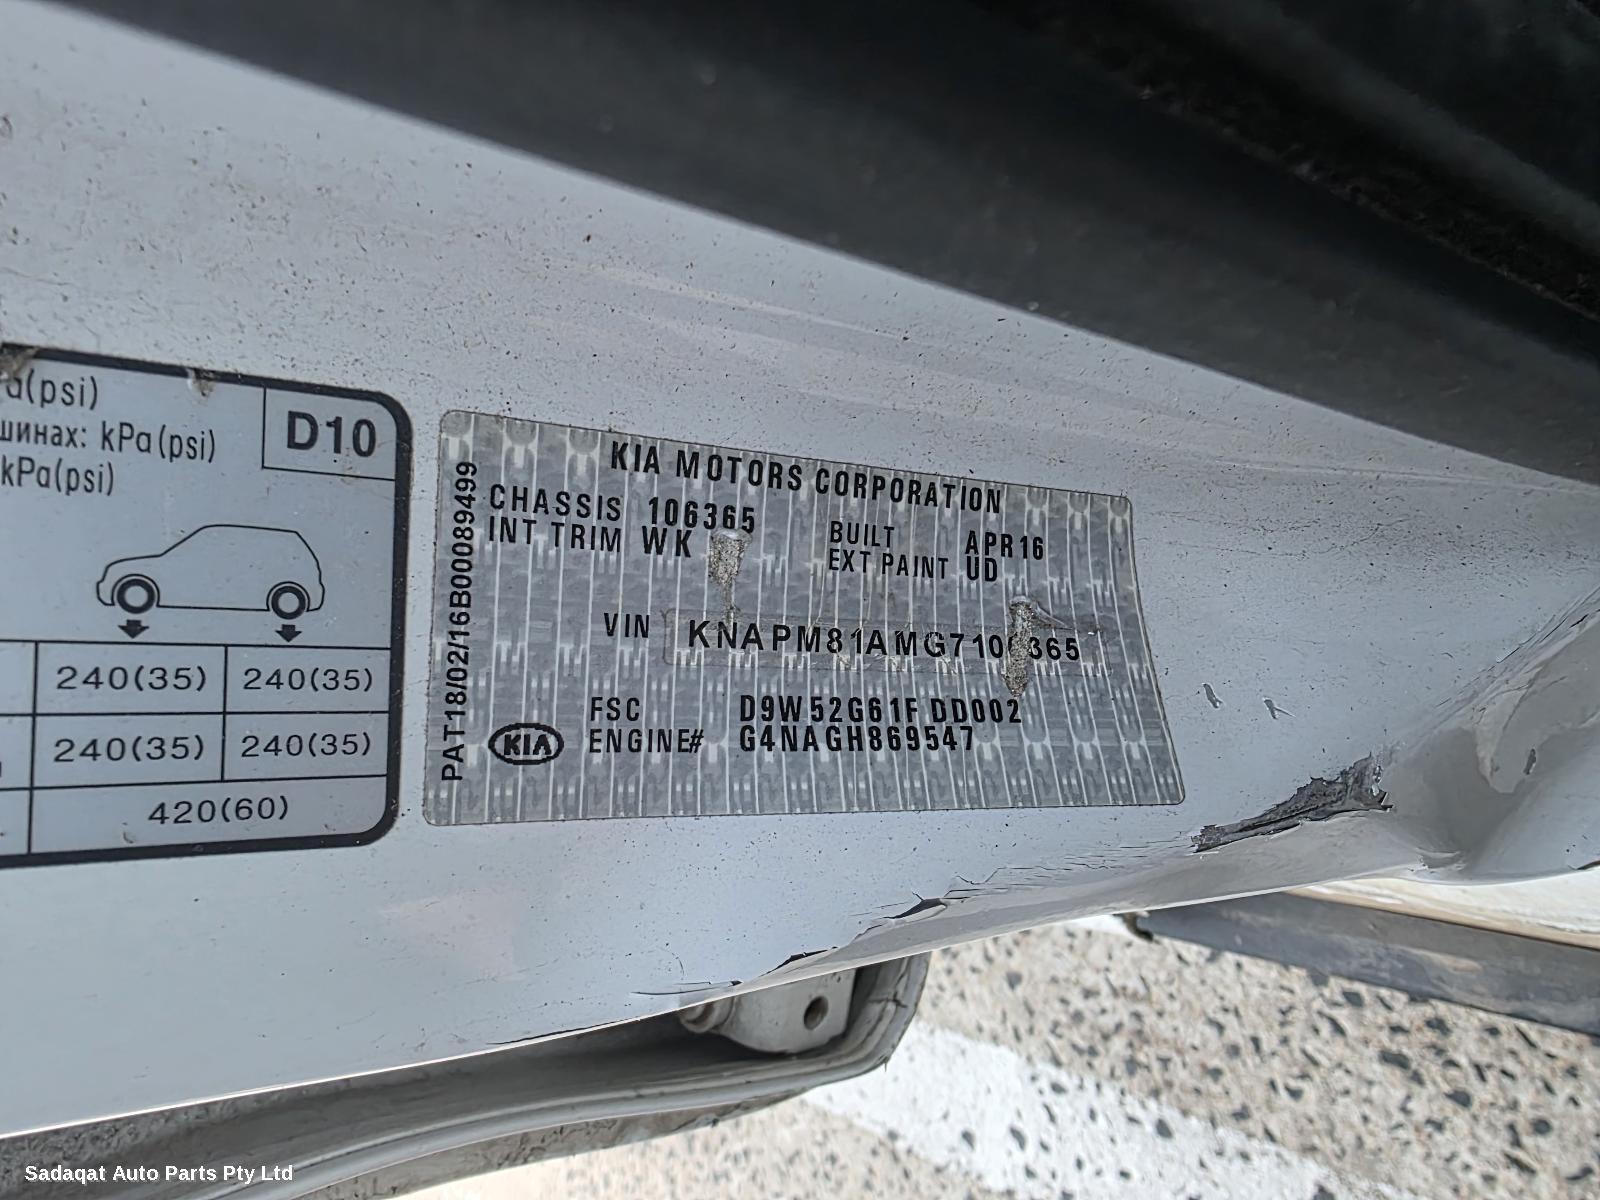 (psi)
шинах: kPa(psi)
kPa(psi)
D10
240(35) 240(35)
240(35) 240(35)
420(60)
PAT18/02/16B00089499
KIA MOTORS CORPORATION
CHASSIS 106365
INT TRIM WK
BUILT APR16
EXT PAINT UD
VIN KNAPM81AMG7106365
FSC D9W52G61F DD002
ENGINE# G4NAGH869547
KIA
Sadaqat Auto Parts Pty Ltd